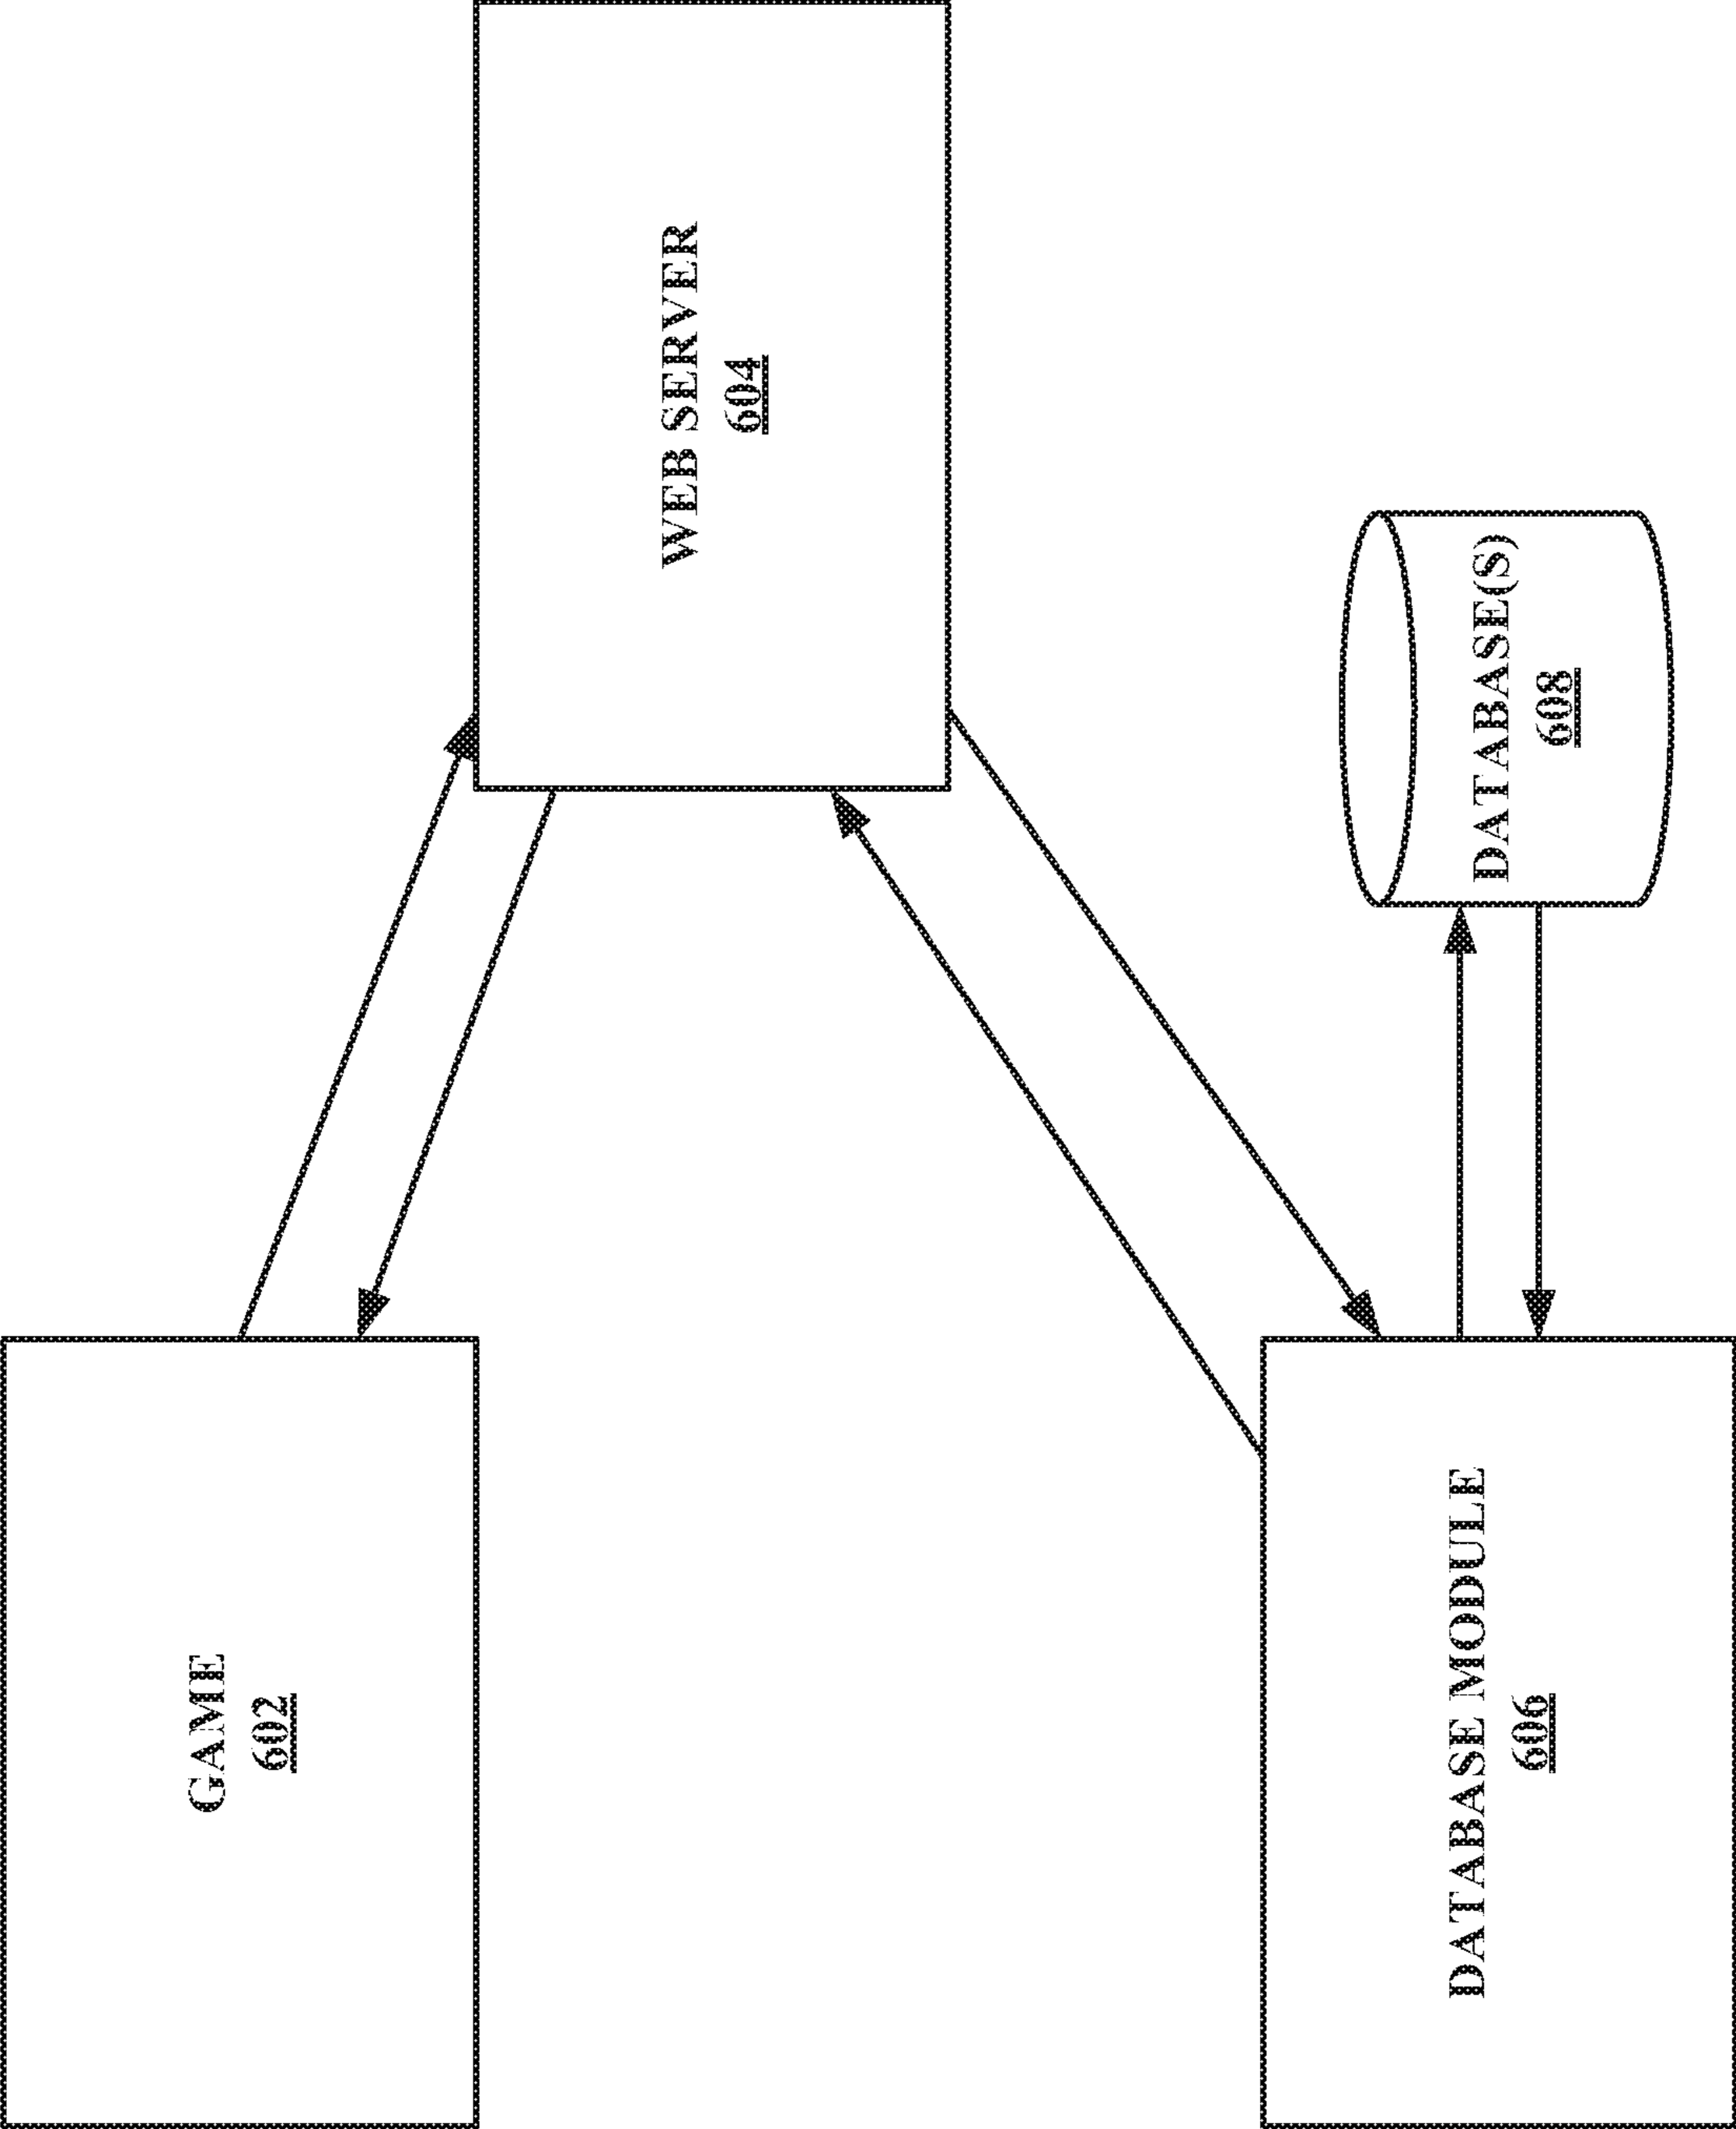 GAME
602
WEB SERVER
604
DATABASE MODULE
606
DATABASE(S)
608